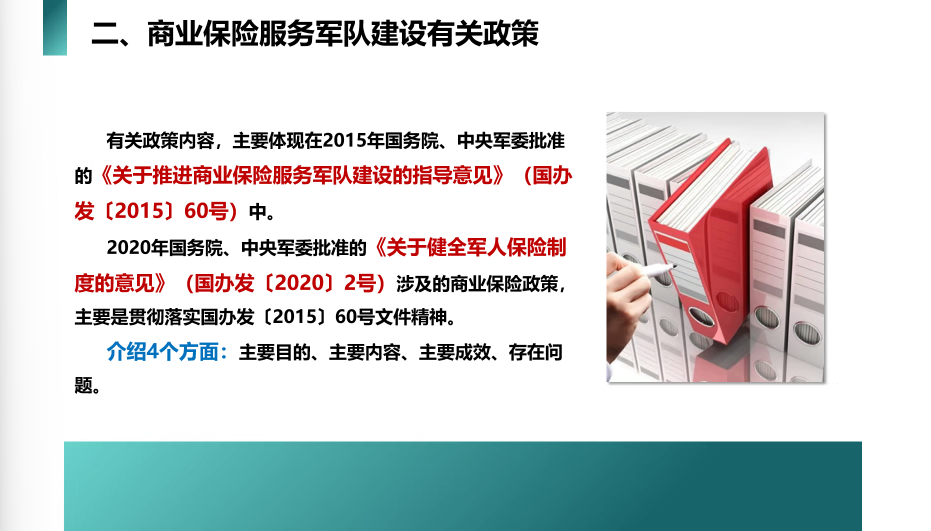 二、商业保险服务军队建设有关政策
有关政策内容，主要体现在2015年国务院、中央军委批准
的《关于推进商业保险服务军队建设的指导意见》（国办
发〔2015〕60号）中。
2020年国务院、中央军委批准的《关于健全军人保险制
度的意见》（国办发〔2020〕2号）涉及的商业保险政策，
主要是贯彻落实国办发〔2015〕60号文件精神。
介绍4个方面：主要目的、主要内容、主要成效、存在问
题。